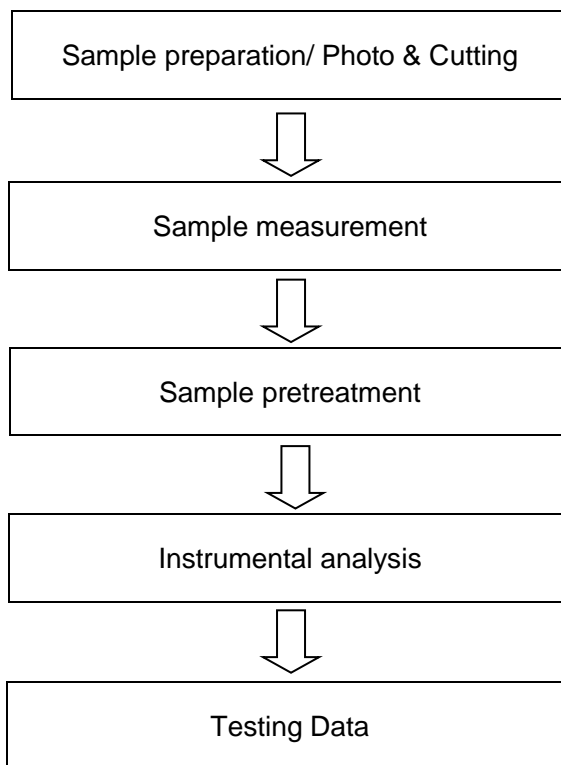 Sample preparation/ Photo & Cutting
Sample measurement
Sample pretreatment
Instrumental analysis
Testing Data